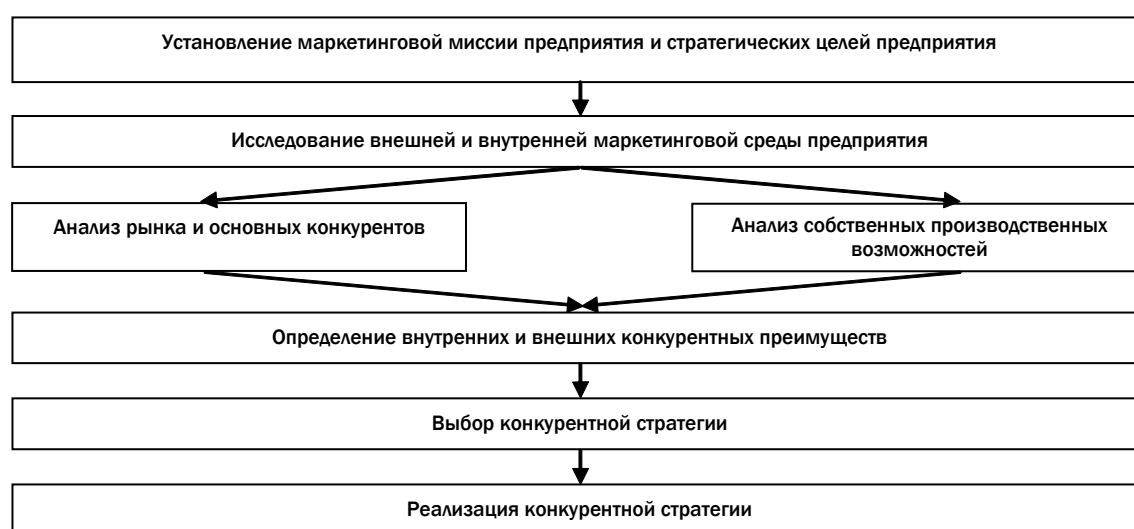 Установление маркетинговой миссии предприятия и стратегических целей предприятия
Исследование внешней и внутренней маркетинговой среды предприятия
Анализ рынка и основных конкурентов
Анализ собственных производственных
возможностей
Определение внутренних и внешних конкурентных преимуществ
Выбор конкурентной стратегии
Реализация конкурентной стратегии